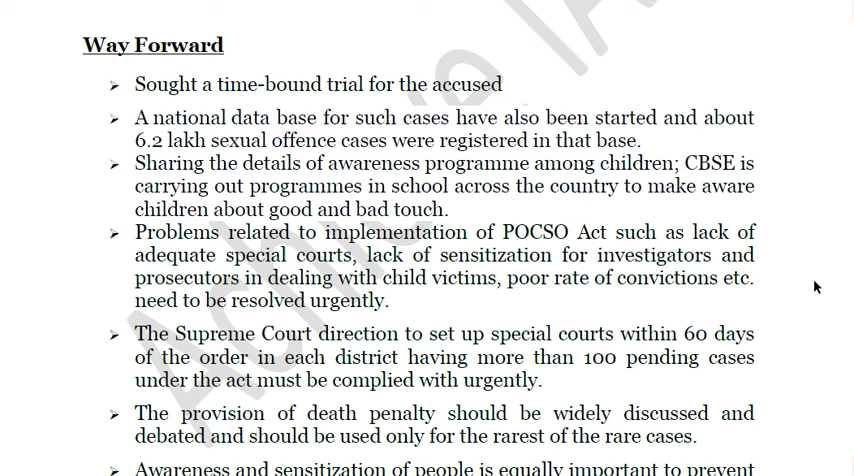 Way Forward
➢ Sought a time-bound trial for the accused
➢ A national data base for such cases have also been started and about
6.2 lakh sexual offence cases were registered in that base.
➢ Sharing the details of awareness programme among children; CBSE is
carrying out programmes in school across the country to make aware
children about good and bad touch.
➢ Problems related to implementation of POCSO Act such as lack of
adequate special courts, lack of sensitization for investigators and
prosecutors in dealing with child victims, poor rate of convictions etc.
need to be resolved urgently.
➢ The Supreme Court direction to set up special courts within 60 days
of the order in each district having more than 100 pending cases
under the act must be complied with urgently.
➢ The provision of death penalty should be widely discussed and
debated and should be used only for the rarest of the rare cases.
➢ Awareness and sensitization of people is equally important to prevent